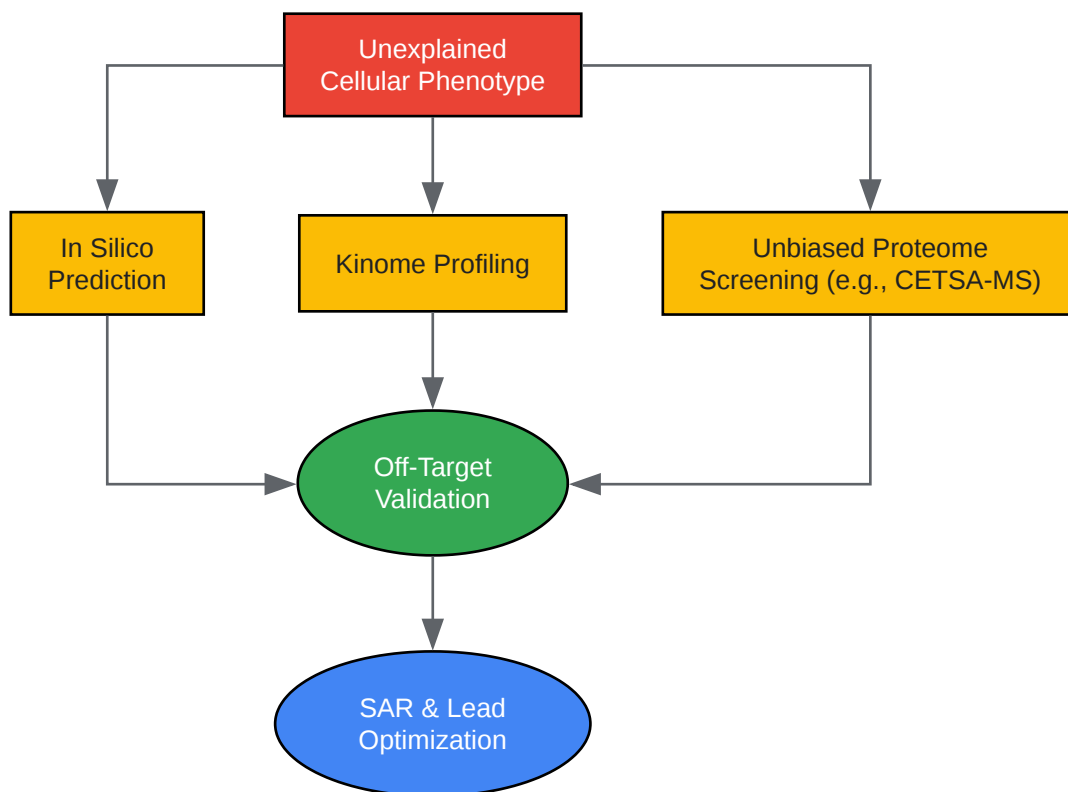 Unexplained
Cellular Phenotype
In Silico
Prediction
Kinome Profiling
Unbiased Proteome
Screening (e.g., CETSA-MS)
Off-Target
Validation
SAR & Lead
Optimization